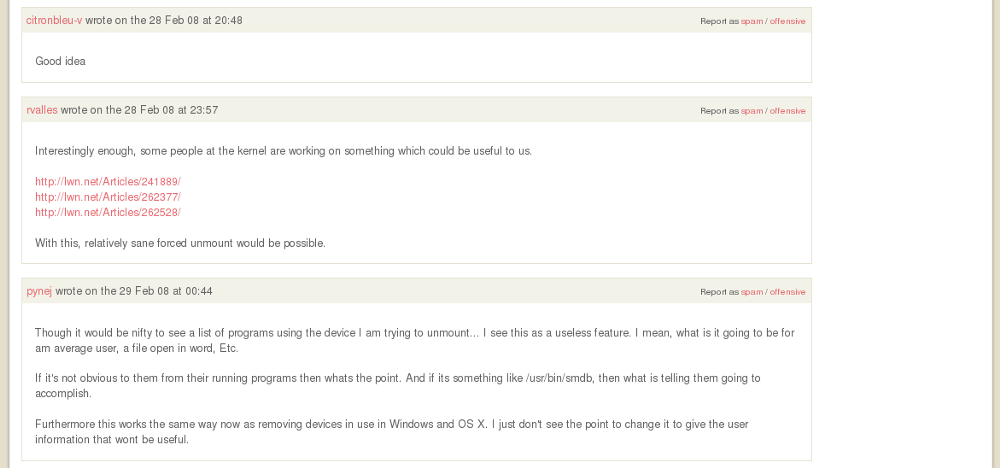 citronbleu-v wrote on the 28 Feb 08 at 20:48 Report as spam / offensive
Good idea
rvalles wrote on the 28 Feb 08 at 23:57 Report as spam / offensive
Interestingly enough, some people at the kernel are working on something which could be useful to us.
http://lwn.net/Articles/241889/
http://lwn.net/Articles/262377/
http://lwn.net/Articles/262528/
With this, relatively sane forced unmount would be possible.
pynej wrote on the 29 Feb 08 at 00:44 Report as spam / offensive
Though it would be nifty to see a list of programs using the device I am trying to unmount... I see this as a useless feature. I mean, what is it going to be for
am average user, a file open in word, Etc.
If it's not obvious to them from their running programs then whats the point. And if its something like /usr/bin/smdb, then what is telling them going to
accomplish.
Furthermore this works the same way now as removing devices in use in Windows and OS X. I just don't see the point to change it to give the user
information that wont be useful.